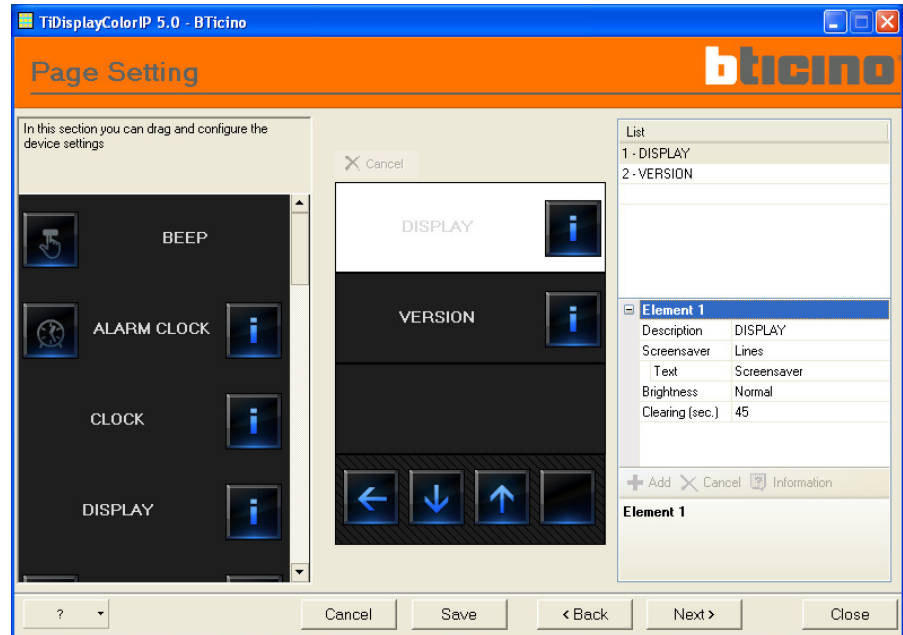 TiDisplayColorIP 5.0 - BTicino
Page Setting
bticino
In this section you can drag and configure the
device settings
BEEP
ALARM CLOCK
CLOCK
DISPLAY
Cancel
DISPLAY
VERSION
List
1 - DISPLAY
2 - VERSION
Element 1
Description DISPLAY
Screensaver Lines
Text Screensaver
Brightness Normal
Clearing (sec.) 45
Add Cancel Information
Element 1
? Cancel Save < Back Next > Close